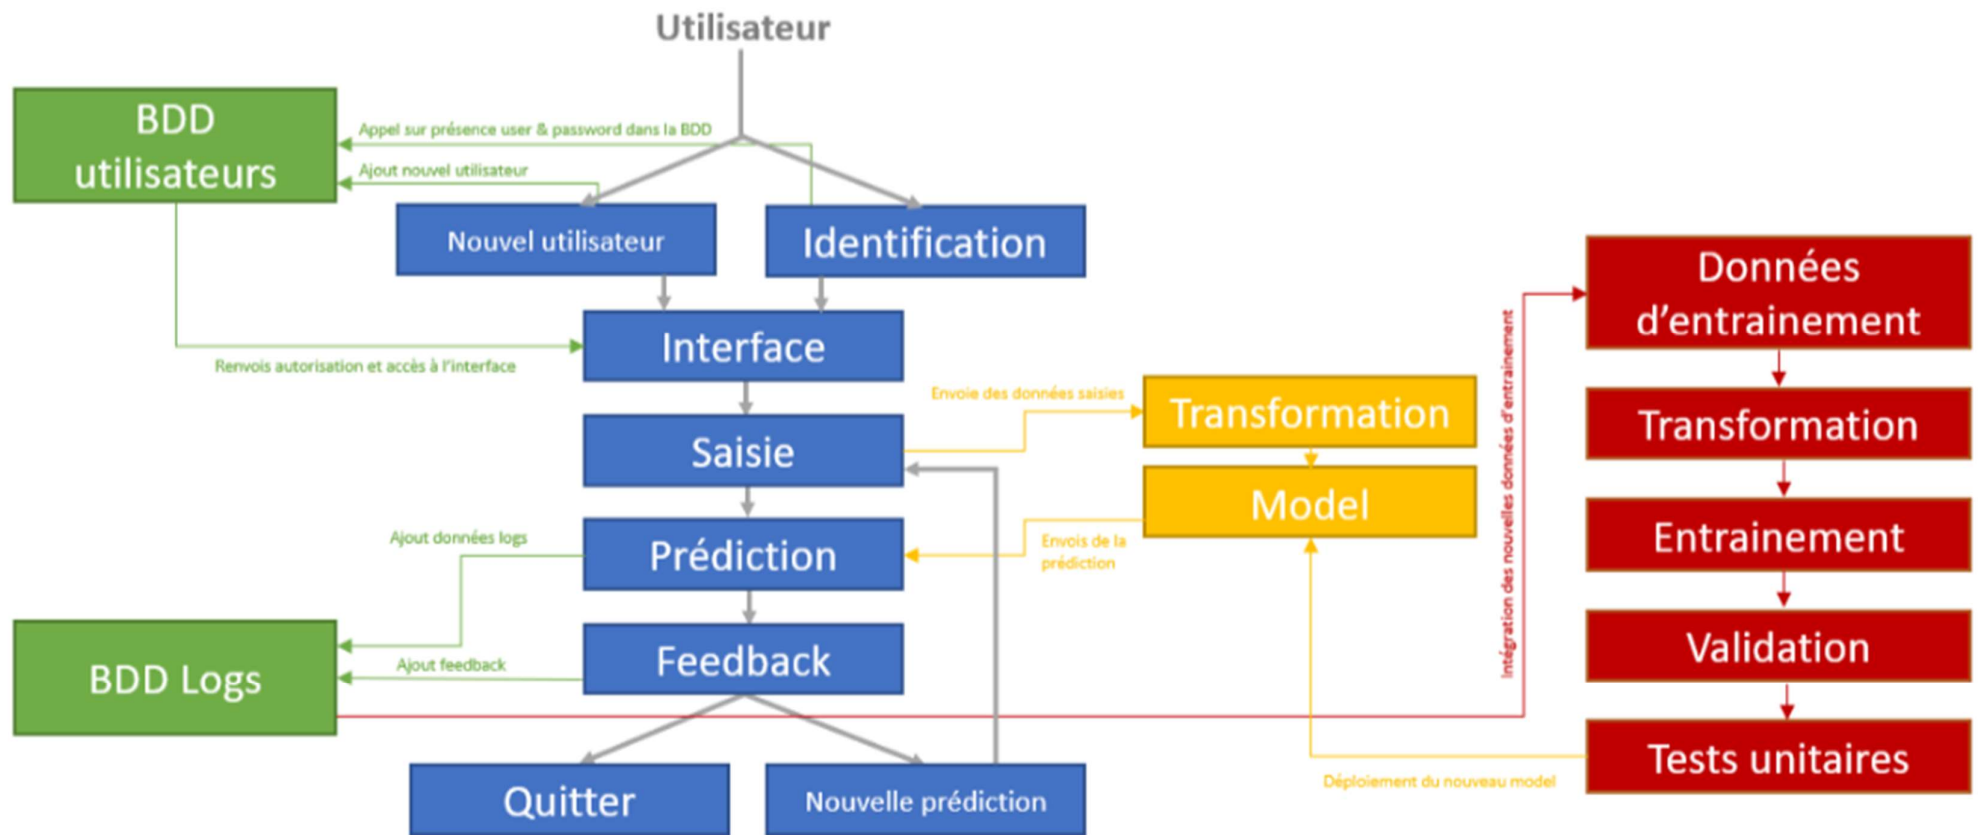 Utilisateur
BDD
utilisateurs
Appel sur présence user & password dans la BDD
Ajout nouvel utilisateur
Nouvel utilisateur
Identification
Interface
Renvois autorisation et accès à l'interface
Saisie
Envoie des données saisies
Transformation
Model
Envois de la
prédiction
Prédiction
Ajout données logs
Feedback
Ajout feedback
BDD Logs
Quitter
Nouvelle prédiction
Intégration des nouvelles données d'entrainement
Données
d'entrainement
Transformation
Entrainement
Validation
Tests unitaires
Déploiement du nouveau model